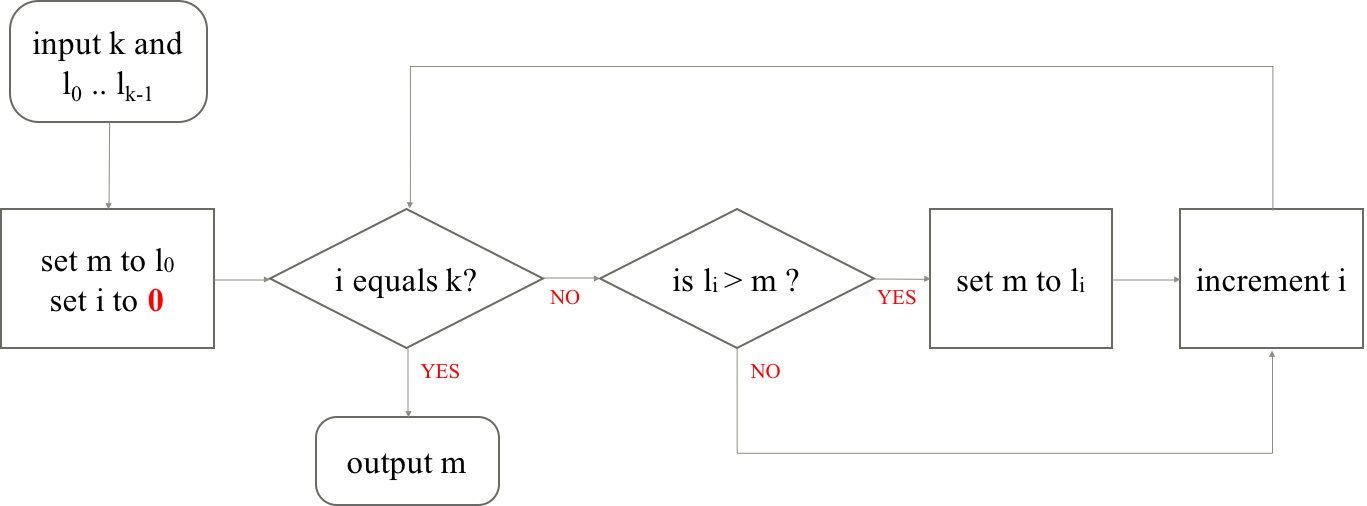 input k and
l₀ .. lₖ₋₁
set m to l₀
set i to 0
i equals k?
NO
YES
output m
is lᵢ > m ?
YES
NO
set m to lᵢ
increment i